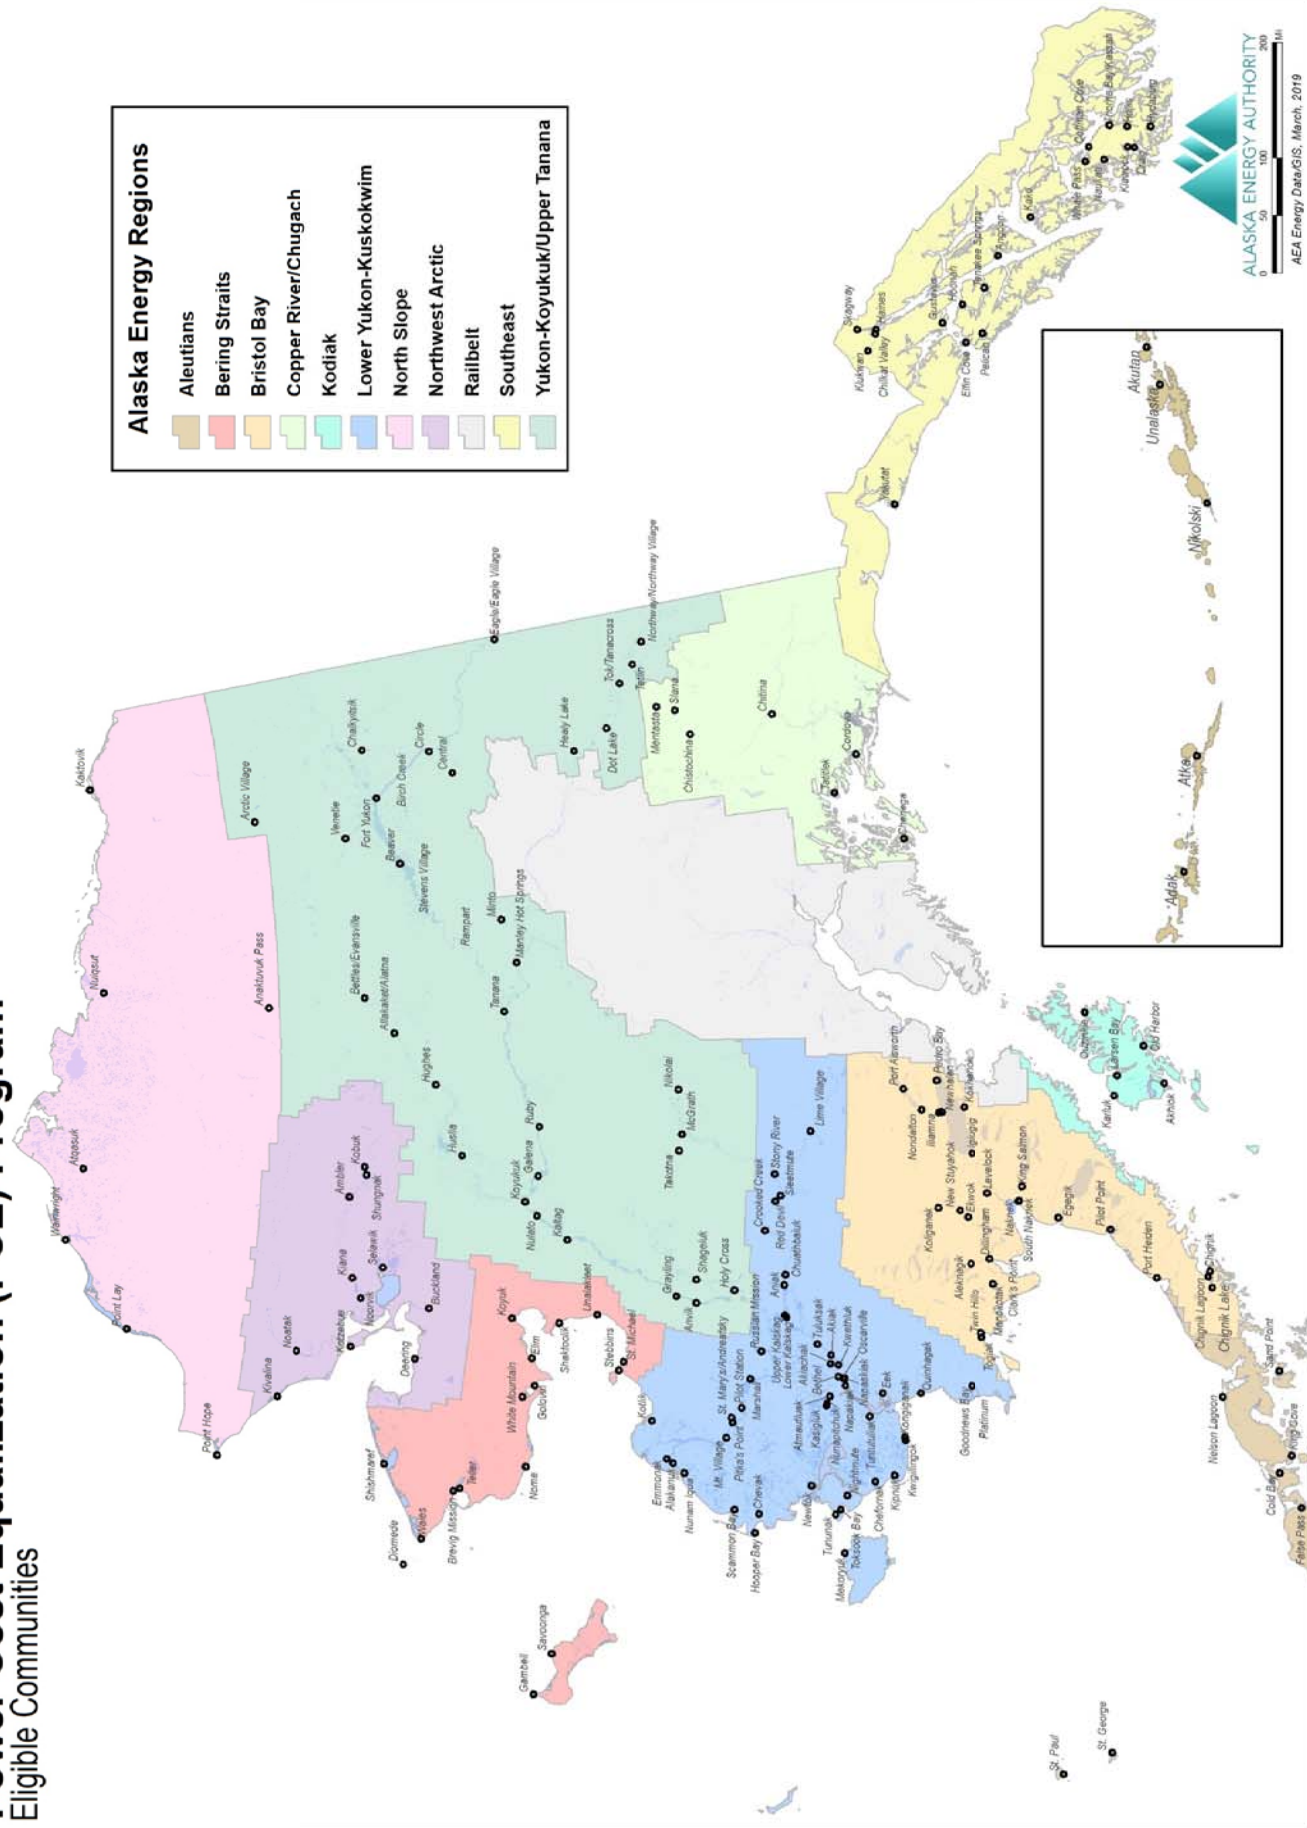 Power Cost Equalization (PCE) Program
Eligible Communities
Alaska Energy Regions
Aleutians
Bering Straits
Bristol Bay
Copper River/Chugach
Kodiak
Lower Yukon-Kuskokwim
North Slope
Northwest Arctic
Railbelt
Southeast
Yukon-Koyukuk/Upper Tanana
Wainwright
Atqasuk
Nuiqsut
Kaktovik
Point Lay
Point Hope
Anaktuvuk Pass
Arctic Village
Kivalina
Noatak
Kotzebue
Kiana
Noorvik
Selawik
Ambler
Kobuk
Shungnak
Deering
Buckland
Venetie
Chalkyitsik
Fort Yukon
Birch Creek
Circle
Central
Beaver
Stevens Village
Bettles/Evansville
Allakaket/Alatna
Hughes
Huslia
Rampart
Minto
Manley Hot Springs
Tanana
Eagle/Eagle Village
Ruby
Galena
Koyukuk
Nulato
Kaltag
Healy Lake
Dot Lake
Tok/Tanacross
Tetlin
Northway/Northway Village
Nikolai
McGrath
Takotna
Grayling
Anvik
Shageluk
Holy Cross
Shishmaref
Diomede
Wales
Brevig Mission
Teller
Nome
White Mountain
Golovin
Elim
Koyuk
Shaktoolik
Unalakleet
Stebbins
St. Michael
Gambell
Savoonga
Mentasta
Slana
Chistochina
Chitina
Tatitlek
Cordova
Chenega
Kotlik
Emmonak
Alakanuk
Nunam Iqua
Mt. Village
Pitka's Point
St. Mary's/Andreafsky
Pilot Station
Marshall
Russian Mission
Scammon Bay
Hooper Bay
Chevak
Upper Kalskag
Lower Kalskag
Aniak
Chuathbaluk
Crooked Creek
Red Devil
Sleetmute
Stony River
Lime Village
Newtok
Tununak
Mekoryuk
Toksook Bay
Nightmute
Chefornak
Kipnuk
Kwigillingok
Kongiganak
Tuntutuliak
Atmautluak
Kasigluk
Nunapitchuk
Bethel
Akiachak
Akiak
Tuluksak
Kwethluk
Oscarville
Napaskiak
Napakiak
Eek
Quinhagak
Goodnews Bay
Platinum
Togiak
Twin Hills
Manokotak
Clark's Point
Aleknagik
Dillingham
Koliganek
New Stuyahok
Ekwok
Levelock
Igiugig
Kokhanok
Newhalen
Iliamna
Nondalton
Port Alsworth
Pedro Bay
King Salmon
Naknek
South Naknek
Egegik
Pilot Point
Port Heiden
Chignik
Chignik Lagoon
Chignik Lake
Sand Point
Nelson Lagoon
Cold Bay
King Cove
False Pass
St. Paul
St. George
Ouzinkie
Larsen Bay
Karluk
Old Harbor
Akhiok
Yakutat
Skagway
Haines
Klukwan
Chilkat Valley
Gustavus
Hoonah
Elfin Cove
Pelican
Tenakee Springs
Angoon
Kake
Whale Pass
Coffman Cove
Naukati
Thorne Bay/Kasaan
Klawock
Hollis
Craig
Hydaburg
Akutan
Unalaska
Nikolski
Atka
Adak
ALASKA ENERGY AUTHORITY
0 50 100 200
Mi
AEA Energy Data/GIS, March, 2019